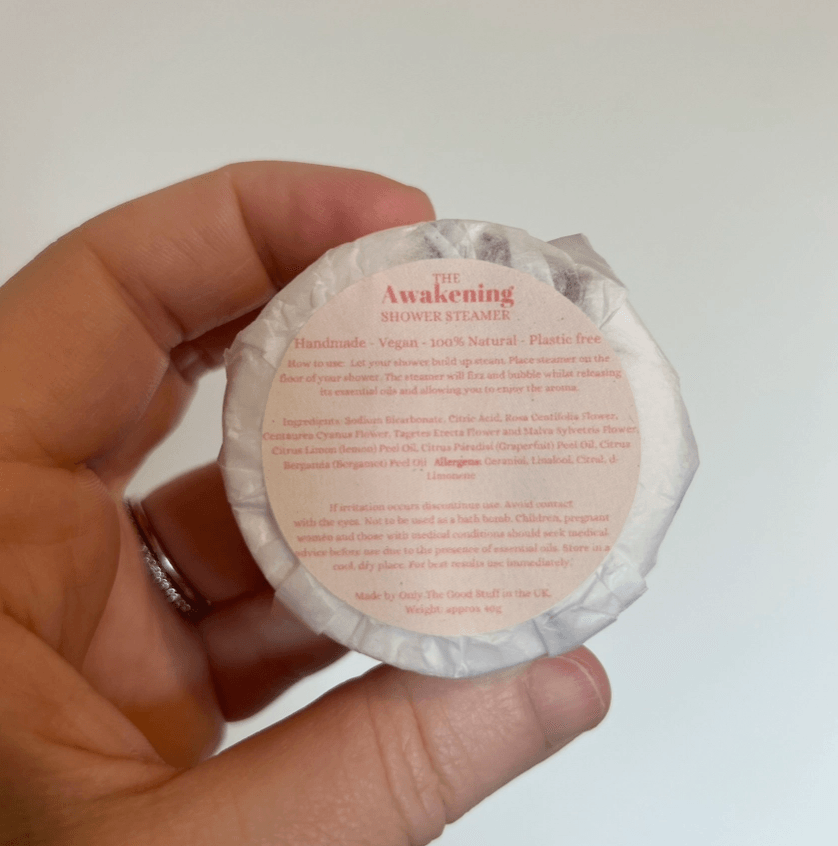 THE
Awakening
SHOWER STEAMER
Handmade - Vegan - 100% Natural - Plastic free
How to use: Let your shower build up steam. Place steamer on the
floor of your shower. The steamer will fizz and bubble whilst releasing
its essential oils and allowing you to enjoy the aroma.
Ingredients: Sodium Bicarbonate, Citric Acid, Rosa Centifolia Flower,
Centaurea Cyanus Flower, Tagetes Erecta Flower and Malva Sylvetris Flower,
Citrus Limon (lemon) Peel Oil, Citrus Paradisi (Grapefruit) Peel Oil, Citrus
Bergamia (Bergamot) Peel Oil Allergens: Geraniol, Linalool, Citral, d-
Limonene
If irritation occurs discontinue use. Avoid contact
with the eyes. Not to be used as a bath bomb. Children, pregnant
women and those with medical conditions should seek medical
advice before use due to the presence of essential oils. Store in a
cool, dry place. For best results use immediately!
Made by Only The Good Stuff in the UK.
Weight: approx 40g